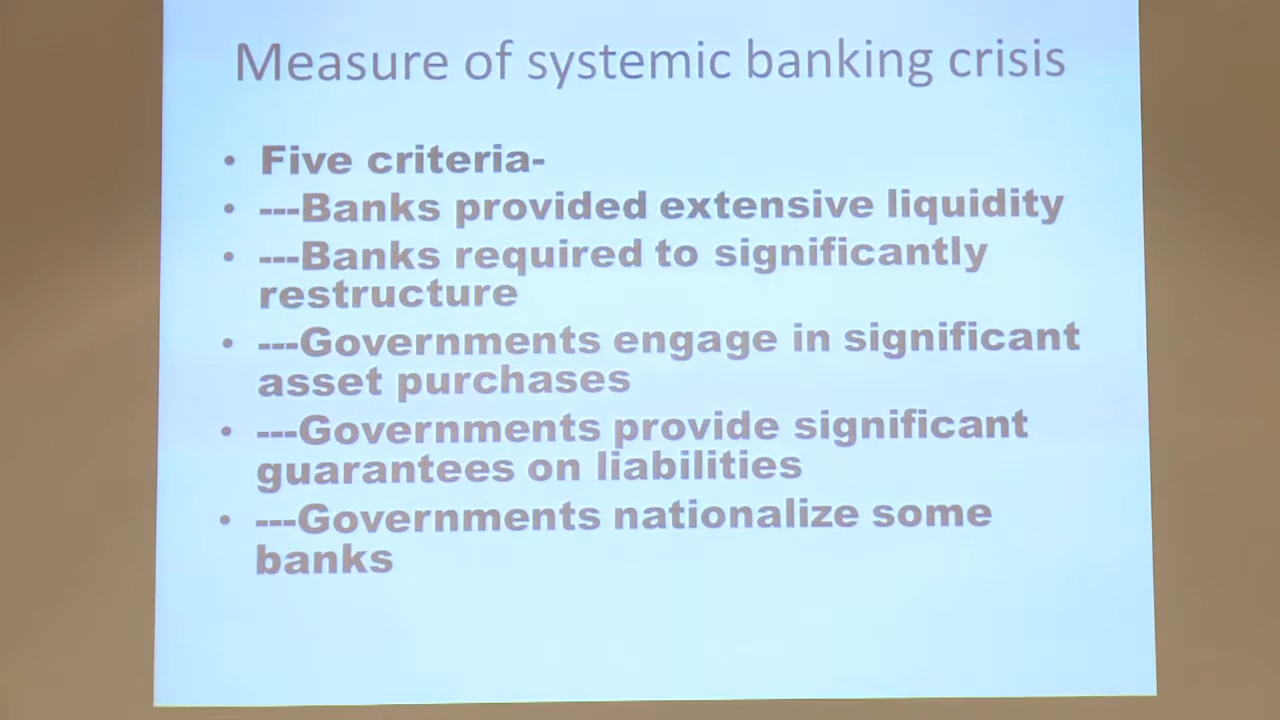 Measure of systemic banking crisis
• Five criteria-
• ---Banks provided extensive liquidity
• ---Banks required to significantly
restructure
• ---Governments engage in significant
asset purchases
• ---Governments provide significant
guarantees on liabilities
• ---Governments nationalize some
banks